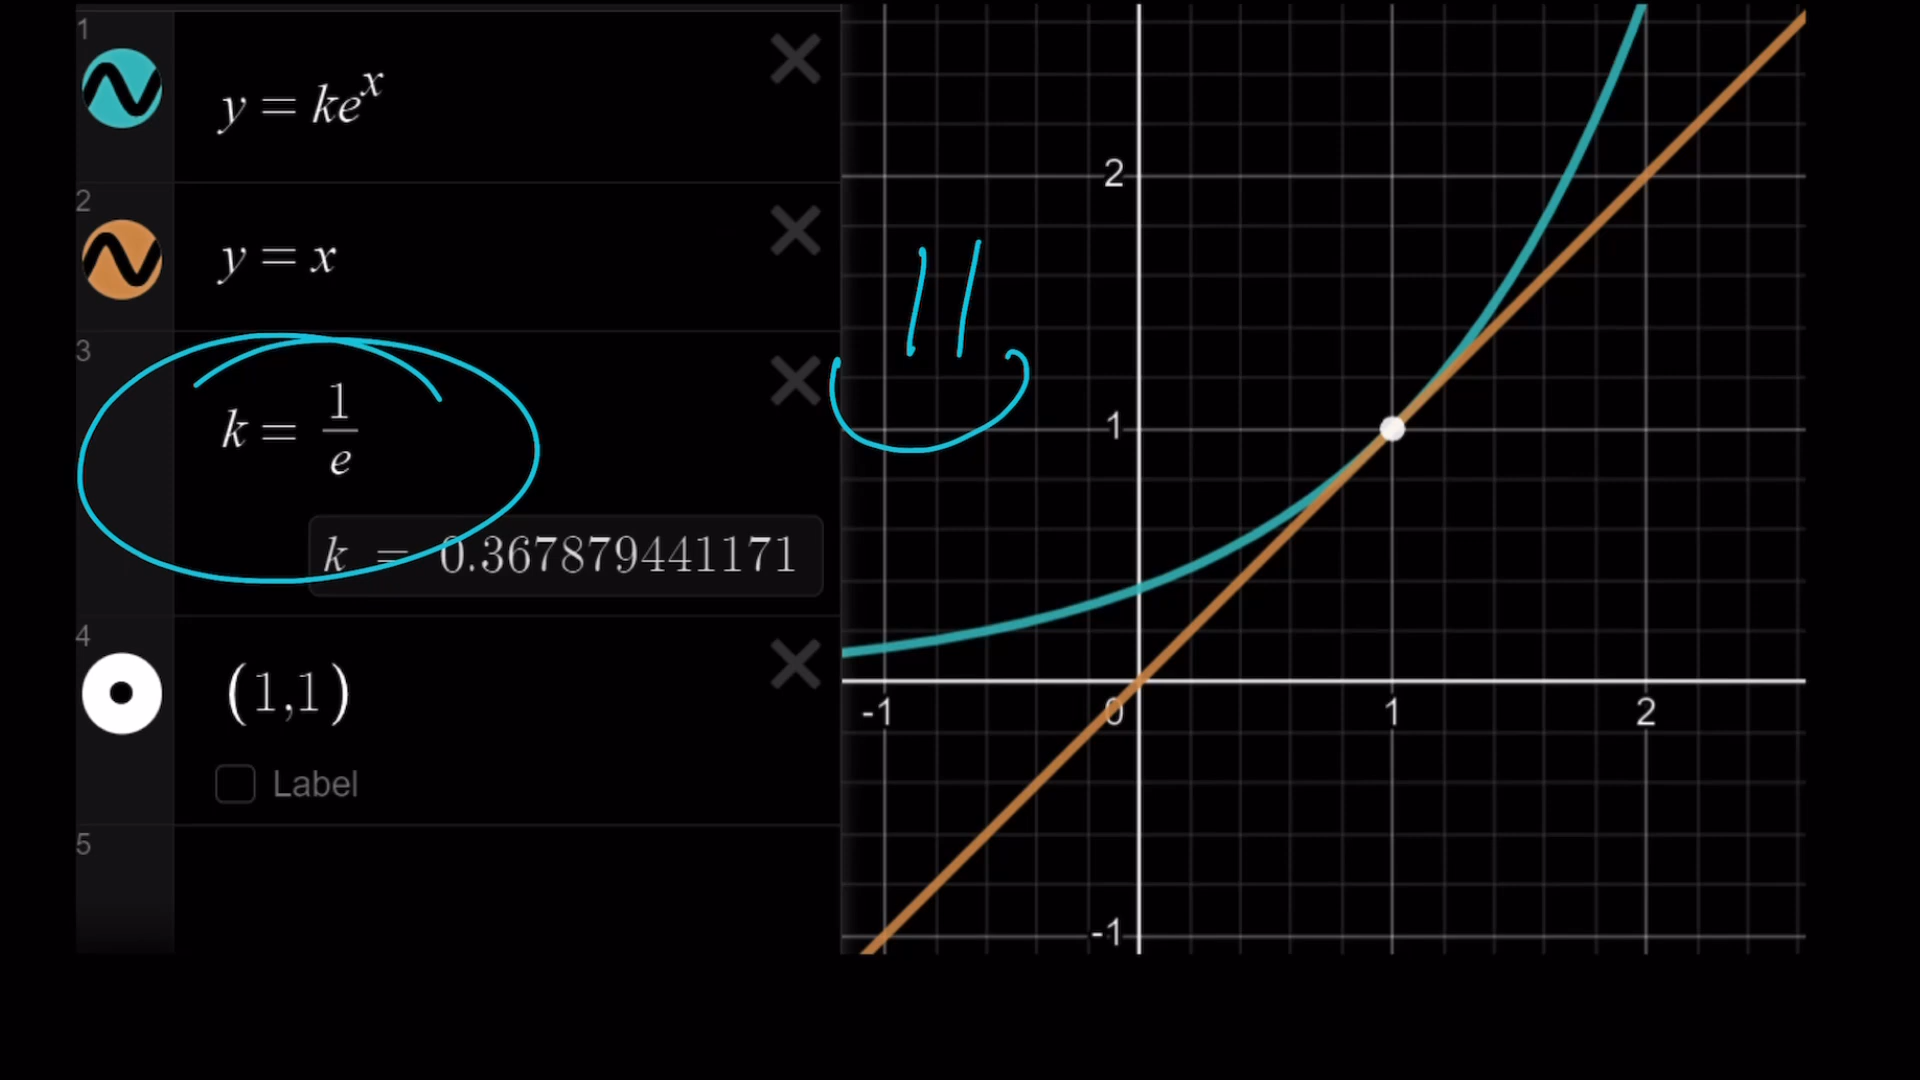 1
y = ke^x
2
y = x
3
k = 1/e
k = 0.367879441171
4
(1,1)
Label
5
2
1
-1 0 1 2
-1